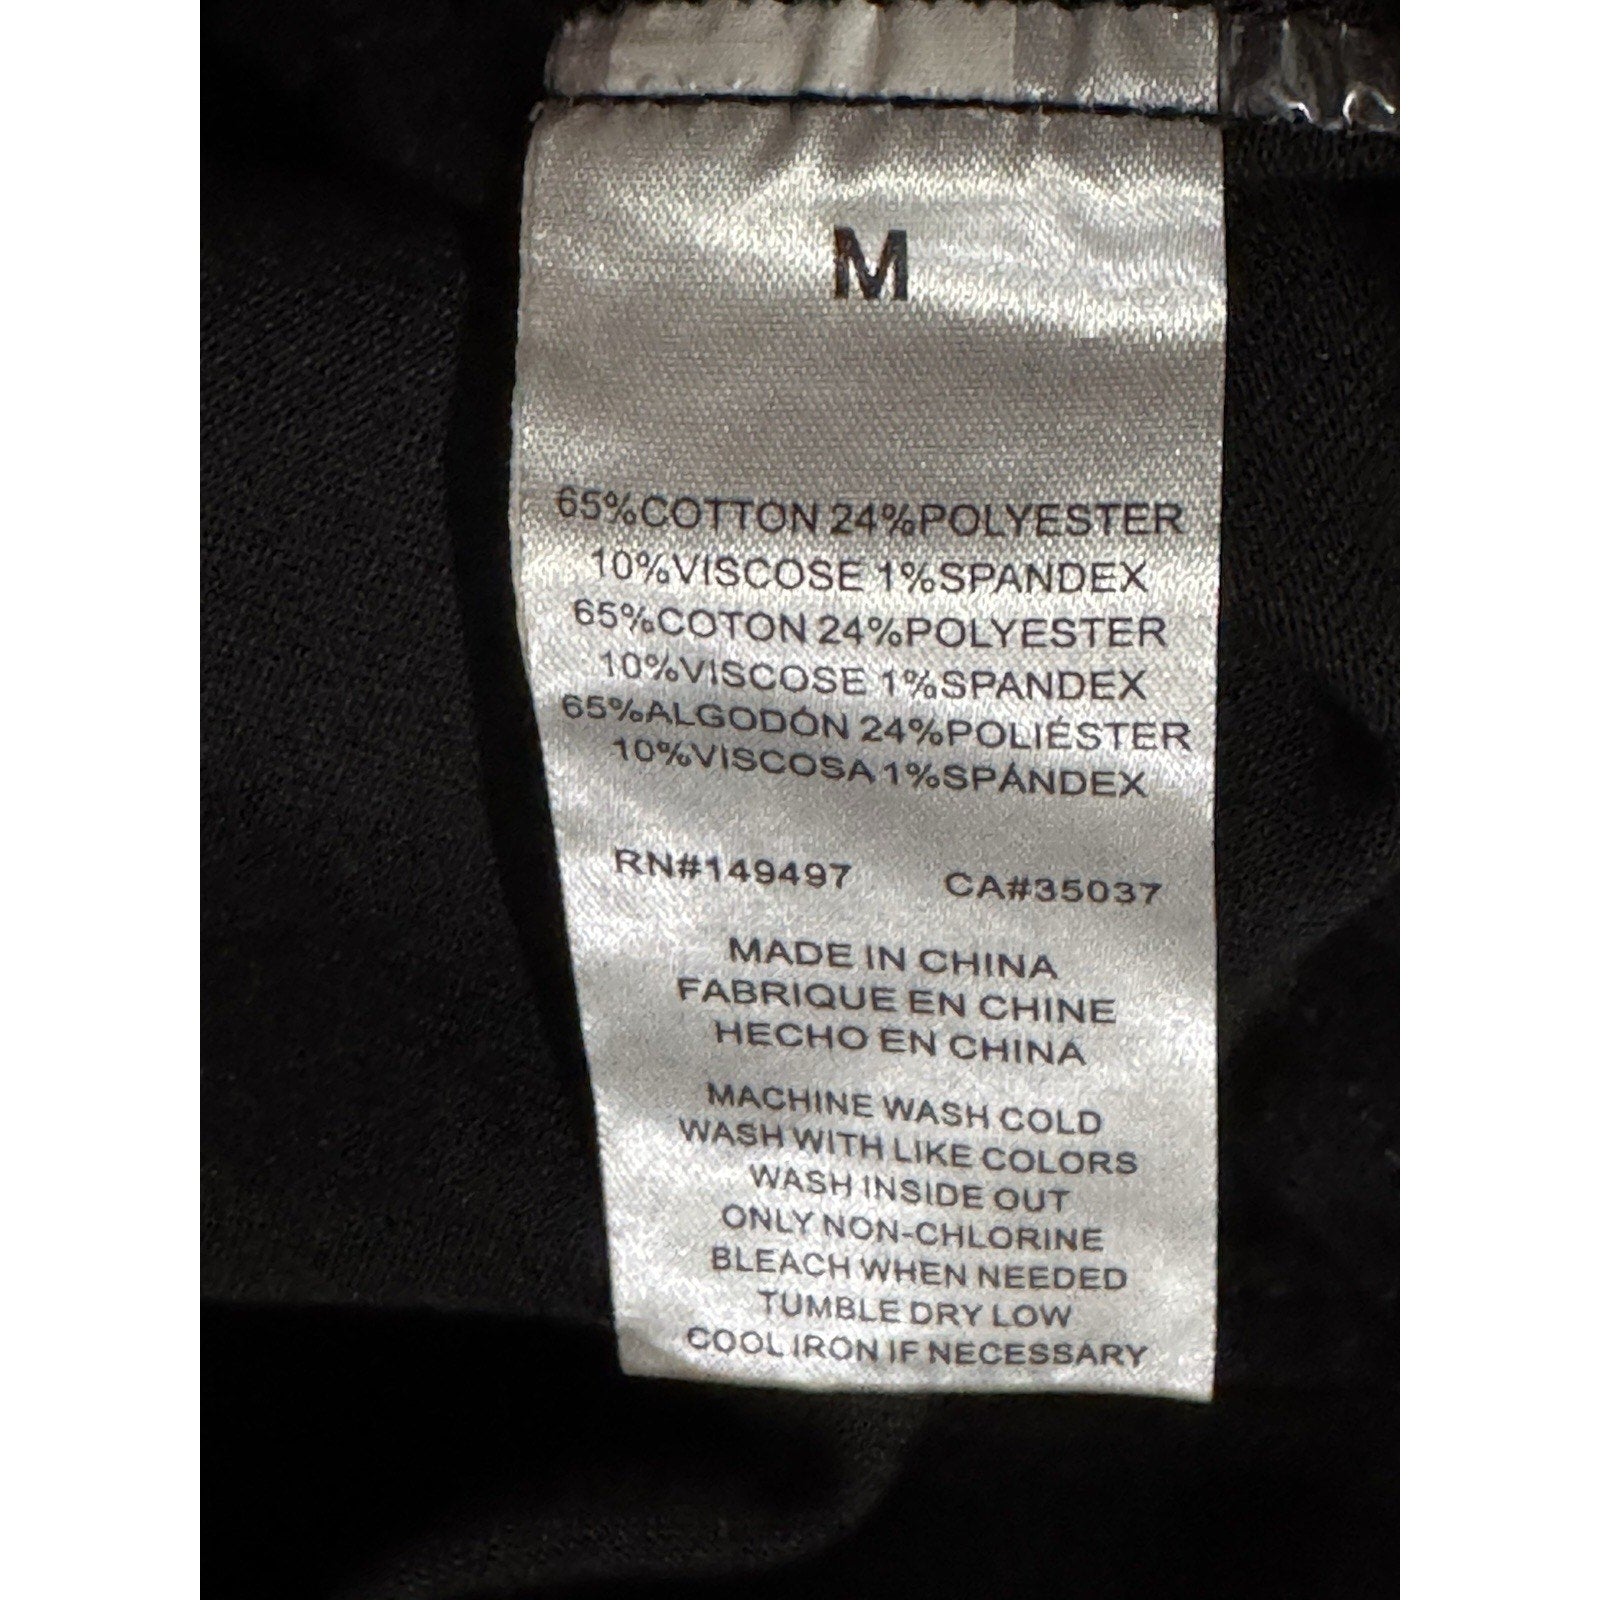 M
65%COTTON 24%POLYESTER
10%VISCOSE 1%SPANDEX
65%COTON 24%POLYESTER
10%VISCOSE 1%SPANDEX
65%ALGODÓN 24%POLIÉSTER
10%VISCOSA 1%SPÁNDEX
RN#149497 CA#35037
MADE IN CHINA
FABRIQUE EN CHINE
HECHO EN CHINA
MACHINE WASH COLD
WASH WITH LIKE COLORS
WASH INSIDE OUT
ONLY NON-CHLORINE
BLEACH WHEN NEEDED
TUMBLE DRY LOW
COOL IRON IF NECESSARY